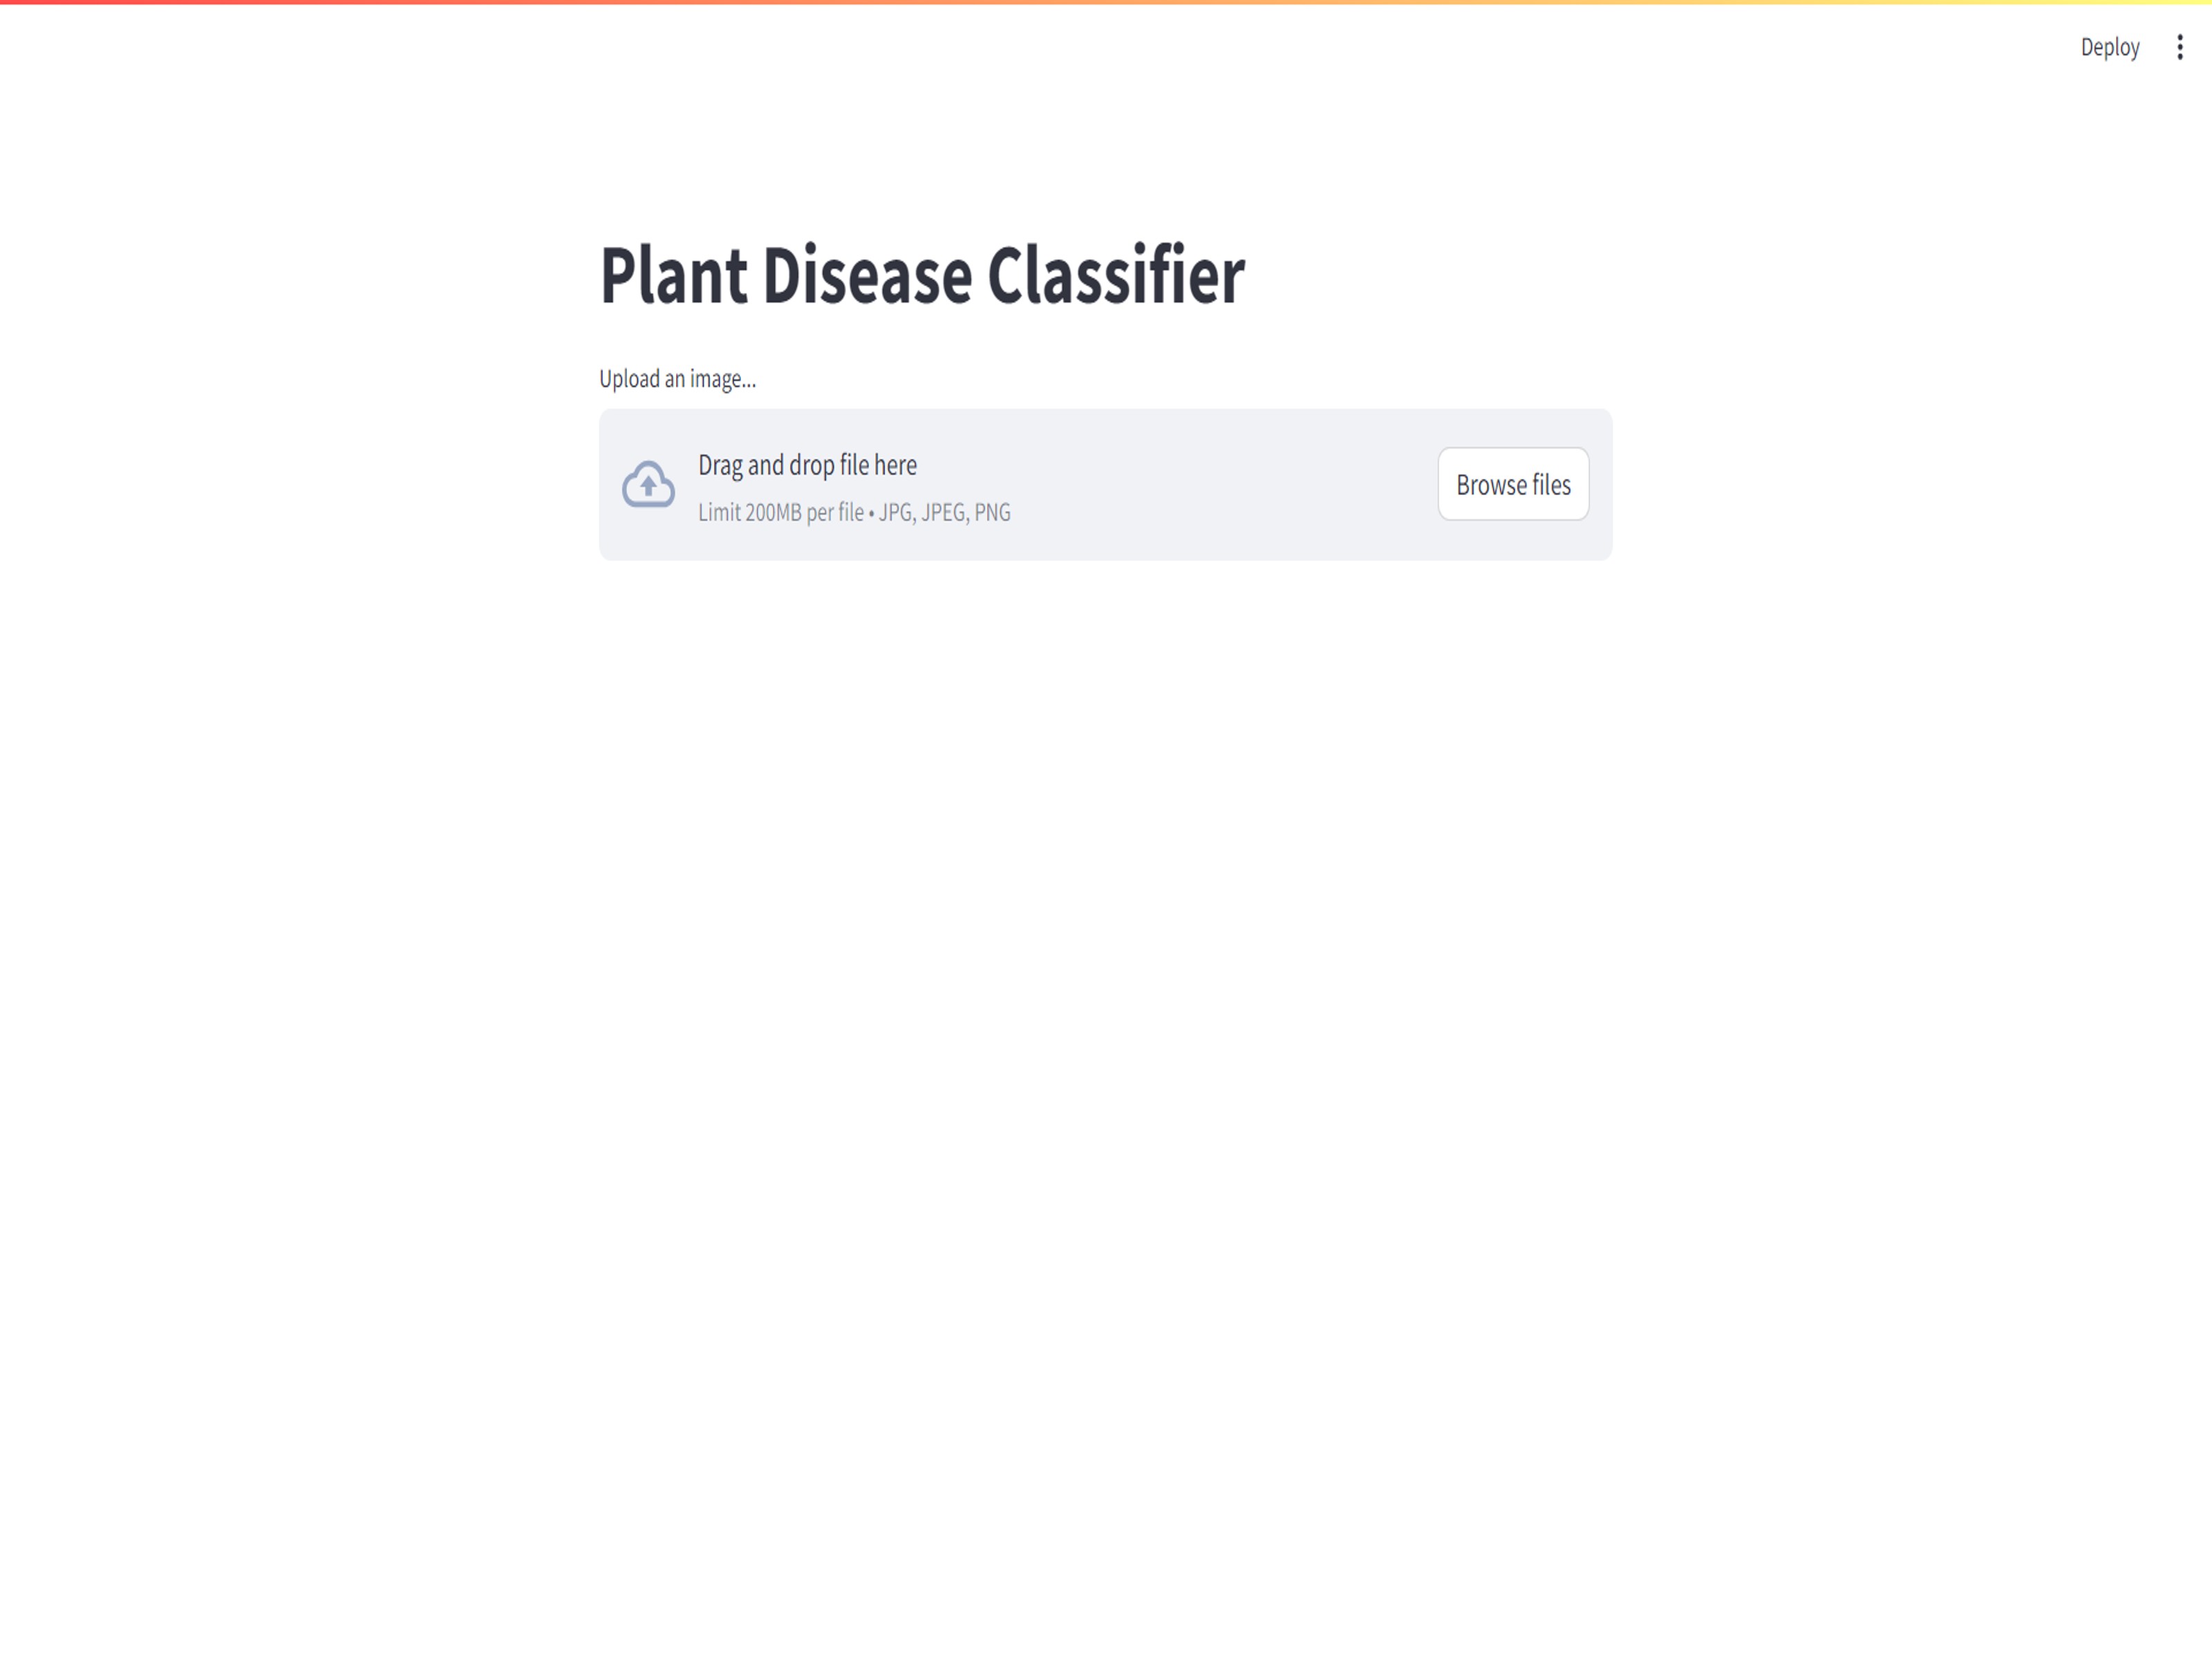 Deploy
Plant Disease Classifier
Upload an image...
Drag and drop file here
Limit 200MB per file • JPG, JPEG, PNG
Browse files